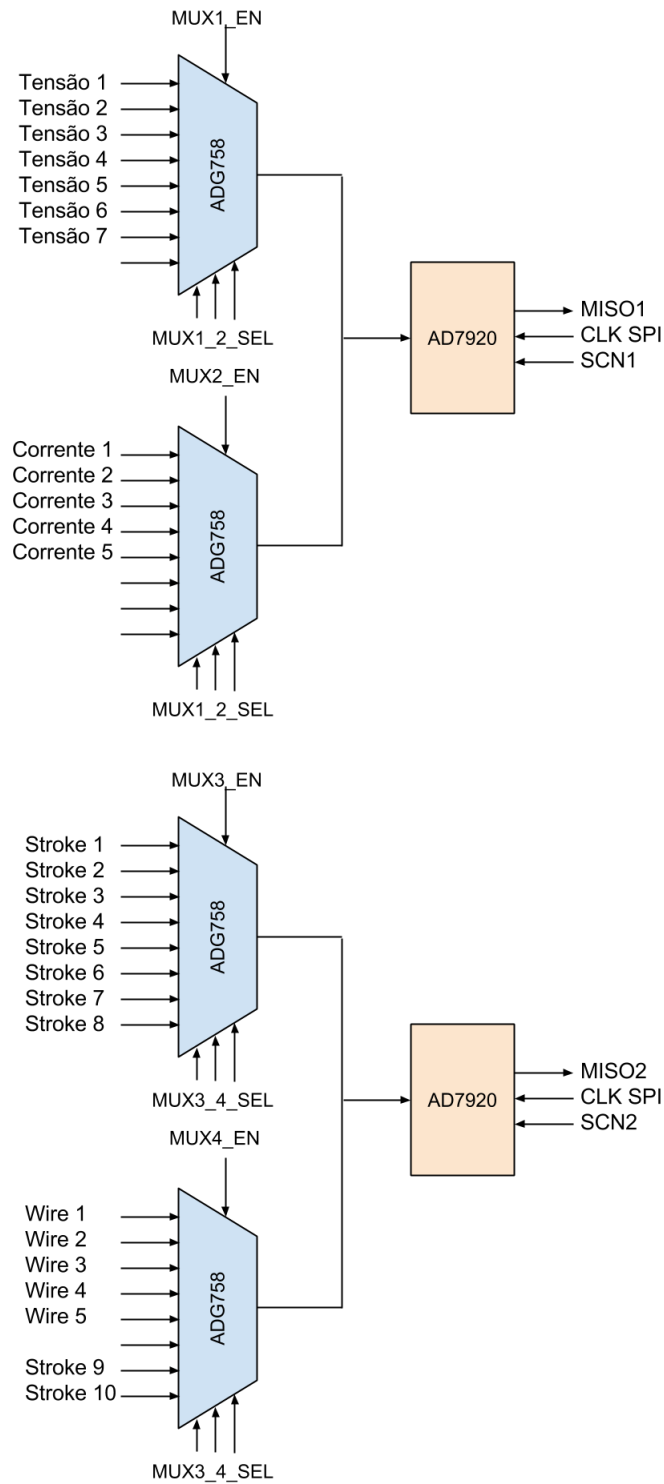 MUX1_EN
Tensão 1
Tensão 2
Tensão 3
Tensão 4
Tensão 5
Tensão 6
Tensão 7
ADG758
MUX1_2_SEL
AD7920
MISO1
CLK SPI
SCN1
MUX2_EN
Corrente 1
Corrente 2
Corrente 3
Corrente 4
Corrente 5
ADG758
MUX1_2_SEL
MUX3_EN
Stroke 1
Stroke 2
Stroke 3
Stroke 4
Stroke 5
Stroke 6
Stroke 7
Stroke 8
ADG758
MUX3_4_SEL
AD7920
MISO2
CLK SPI
SCN2
MUX4_EN
Wire 1
Wire 2
Wire 3
Wire 4
Wire 5
Stroke 9
Stroke 10
ADG758
MUX3_4_SEL